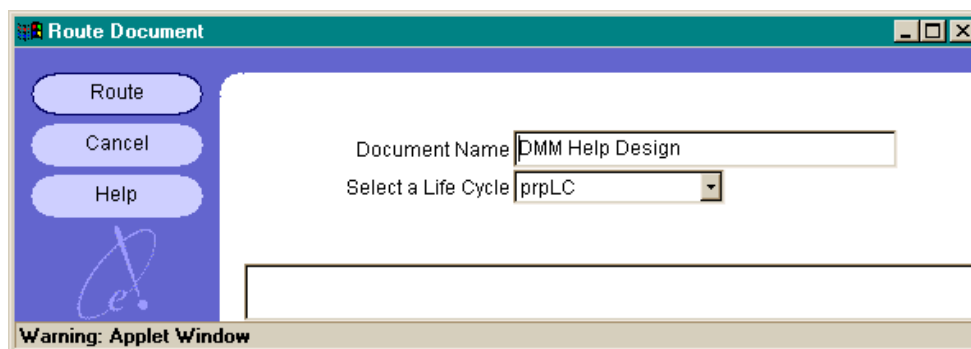 Route Document
Route
Cancel
Help
Document Name DMM Help Design
Select a Life Cycle prpLC
e
Warning: Applet Window